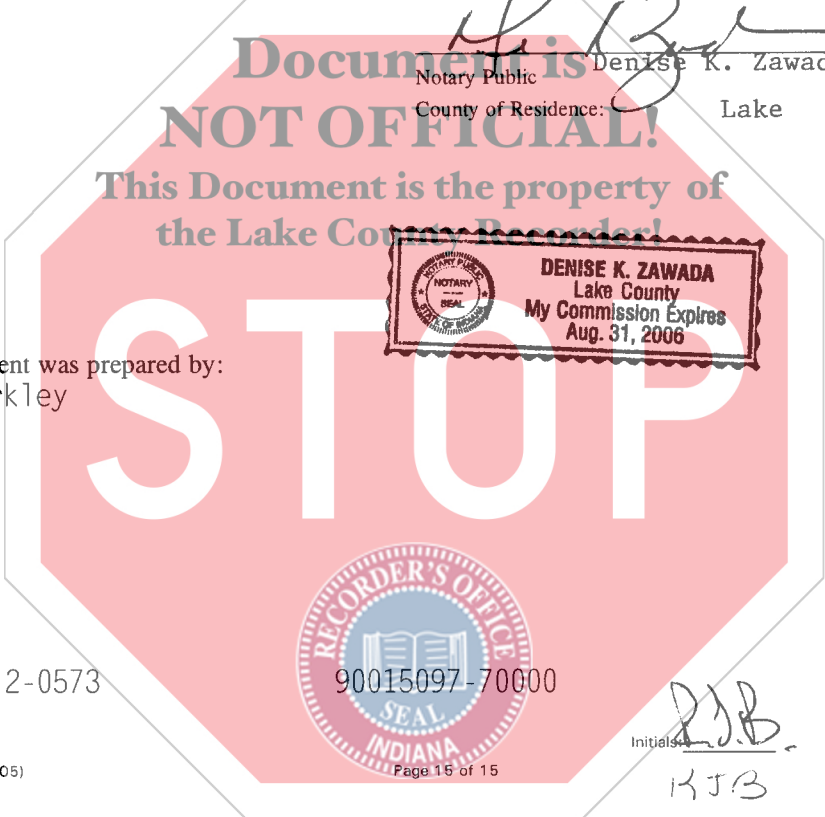 Document is
Denise K. Zawad
Notary Public
NOT OFFICIAL!
County of Residence: Lake
This Document is the property of
the Lake County Recorder!
NOTARY PUBLIC
NOTARY
SEAL
STATE OF INDIANA
DENISE K. ZAWADA
Lake County
My Commission Expires
Aug. 31, 2006
ent was prepared by:
kley
STOP
RECORDER'S OFFICE
2-0573
90015097-70000
SEAL
INDIANA
Initials: R.J.B.
05)
Page 15 of 15
KJB